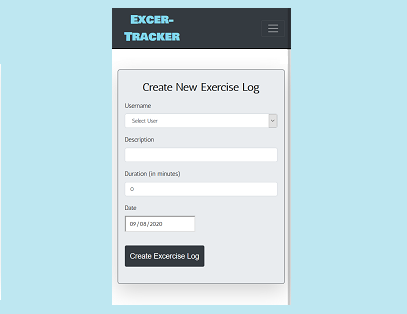 Excer-
Tracker
Create New Exercise Log
Username
Select User
Description
Duration (in minutes)
0
Date
09/08/2020
Create Excercise Log